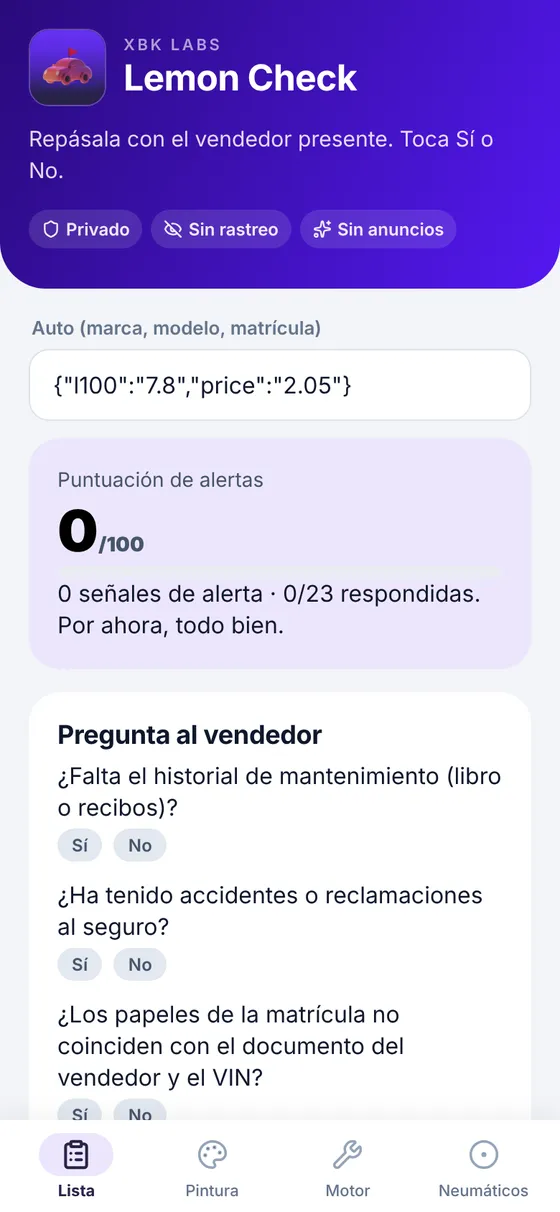 XBK LABS
Lemon Check
Repásala con el vendedor presente. Toca Sí o
No.
Privado
Sin rastreo
Sin anuncios
Auto (marca, modelo, matrícula)
{"l100":"7.8","price":"2.05"}
Puntuación de alertas
0/100
0 señales de alerta · 0/23 respondidas.
Por ahora, todo bien.
Pregunta al vendedor
¿Falta el historial de mantenimiento (libro
o recibos)?
Sí No
¿Ha tenido accidentes o reclamaciones
al seguro?
Sí No
¿Los papeles de la matrícula no
coinciden con el documento del
vendedor y el VIN?
Sí No
Lista Pintura Motor Neumáticos